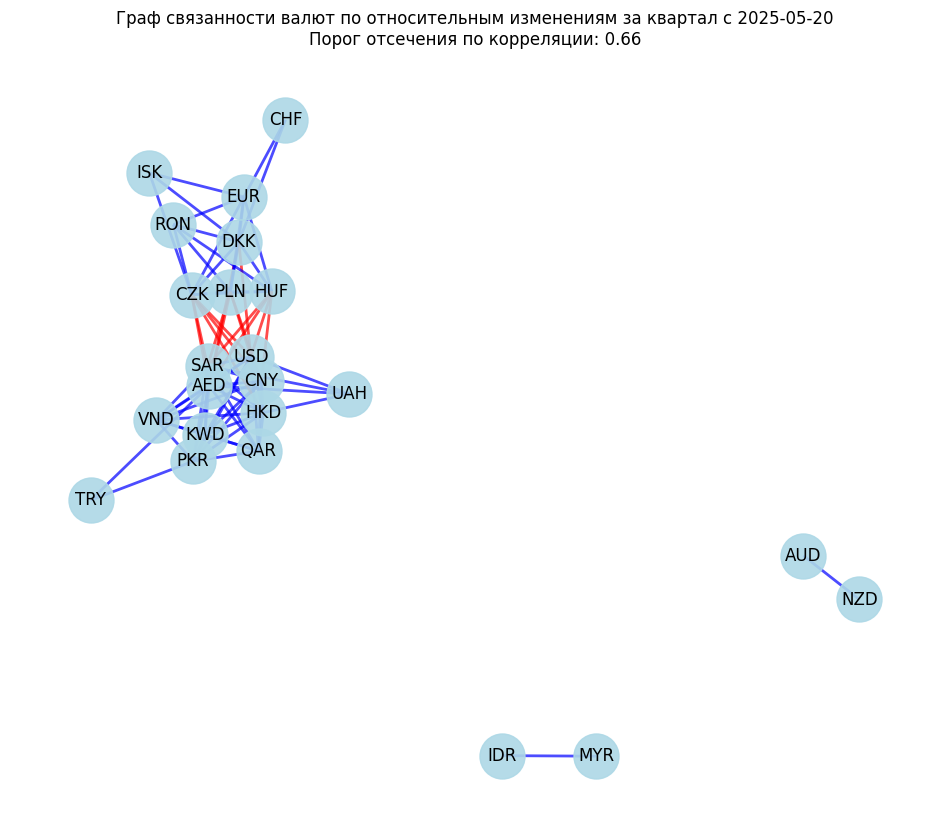 Граф связанности валют по относительным изменениям за квартал с 2025-05-20
Порог отсечения по корреляции: 0.66
CHF
ISK
EUR
RON
DKK
CZK
PLN
HUF
USD
SAR
CNY
AED
UAH
HKD
VND
KWD
QAR
PKR
TRY
AUD
NZD
IDR
MYR